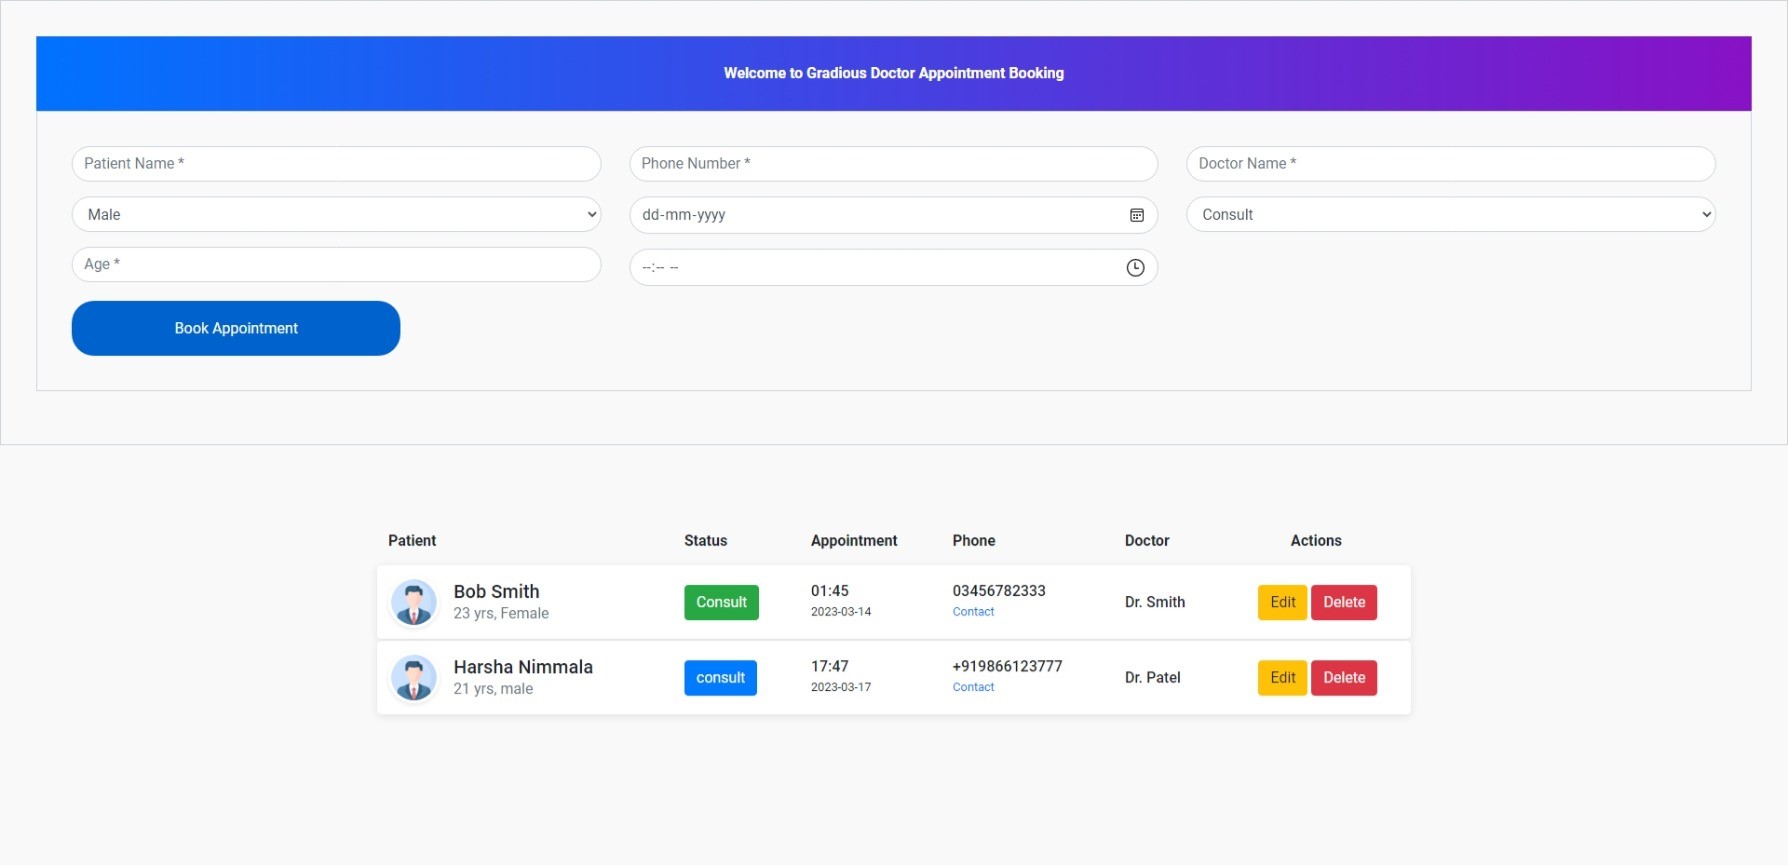 Welcome to Gradious Doctor Appointment Booking
Patient Name *
Phone Number *
Doctor Name *
Male
dd-mm-yyyy
Consult
Age *
--:-- --
Book Appointment
Patient Status Appointment Phone Doctor Actions
Bob Smith
23 yrs, Female
Consult
01:45
2023-03-14
03456782333
Contact
Dr. Smith
Edit
Delete
Harsha Nimmala
21 yrs, male
consult
17:47
2023-03-17
+919866123777
Contact
Dr. Patel
Edit
Delete